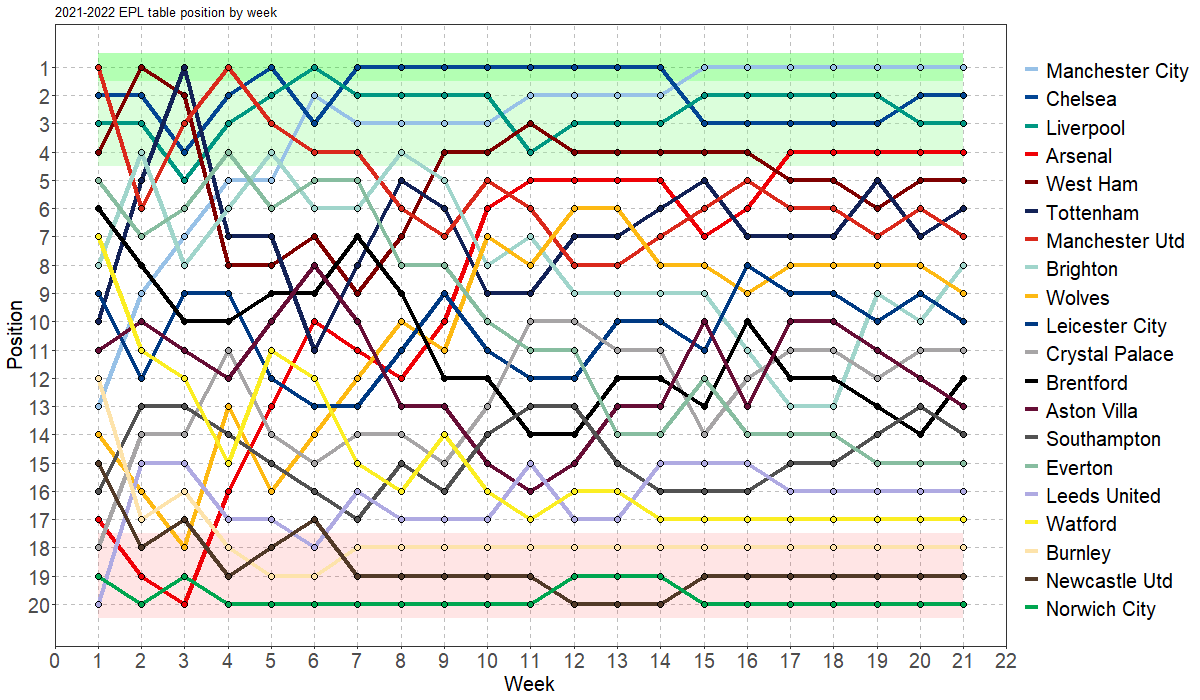 2021-2022 EPL table position by week
Position
1
2
3
4
5
6
7
8
9
10
11
12
13
14
15
16
17
18
19
20
0 1 2 3 4 5 6 7 8 9 10 11 12 13 14 15 16 17 18 19 20 21 22
Week
Manchester City
Chelsea
Liverpool
Arsenal
West Ham
Tottenham
Manchester Utd
Brighton
Wolves
Leicester City
Crystal Palace
Brentford
Aston Villa
Southampton
Everton
Leeds United
Watford
Burnley
Newcastle Utd
Norwich City